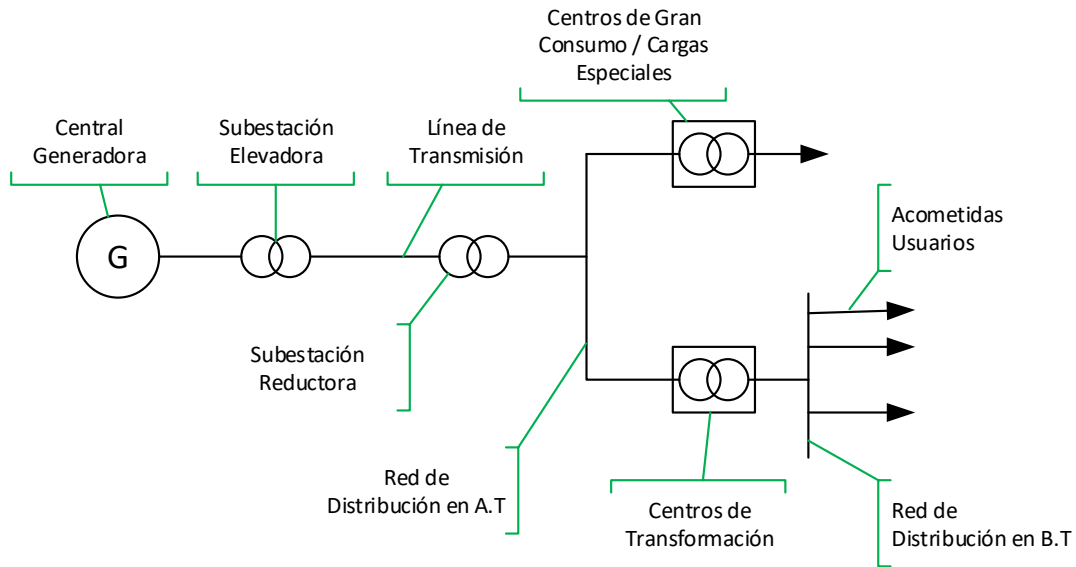 Centros de Gran
Consumo / Cargas
Especiales
Central
Generadora
Subestación
Elevadora
Línea de
Transmisión
G
Acometidas
Usuarios
Subestación
Reductora
Red de
Distribución en A.T
Centros de
Transformación
Red de
Distribución en B.T